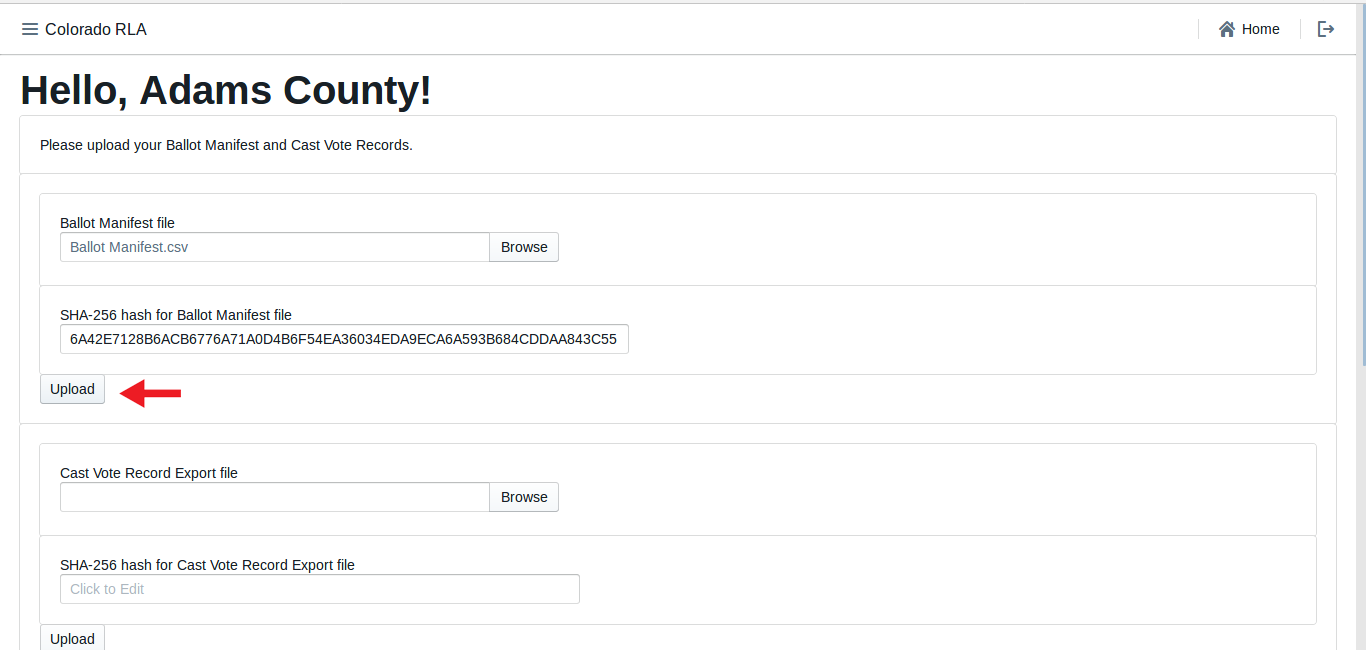 Colorado RLA
Home
Hello, Adams County!
Please upload your Ballot Manifest and Cast Vote Records.
Ballot Manifest file
Ballot Manifest.csv
Browse
SHA-256 hash for Ballot Manifest file
6A42E7128B6ACB6776A71A0D4B6F54EA36034EDA9ECA6A593B684CDDAA843C55
Upload
Cast Vote Record Export file
Browse
SHA-256 hash for Cast Vote Record Export file
Click to Edit
Upload